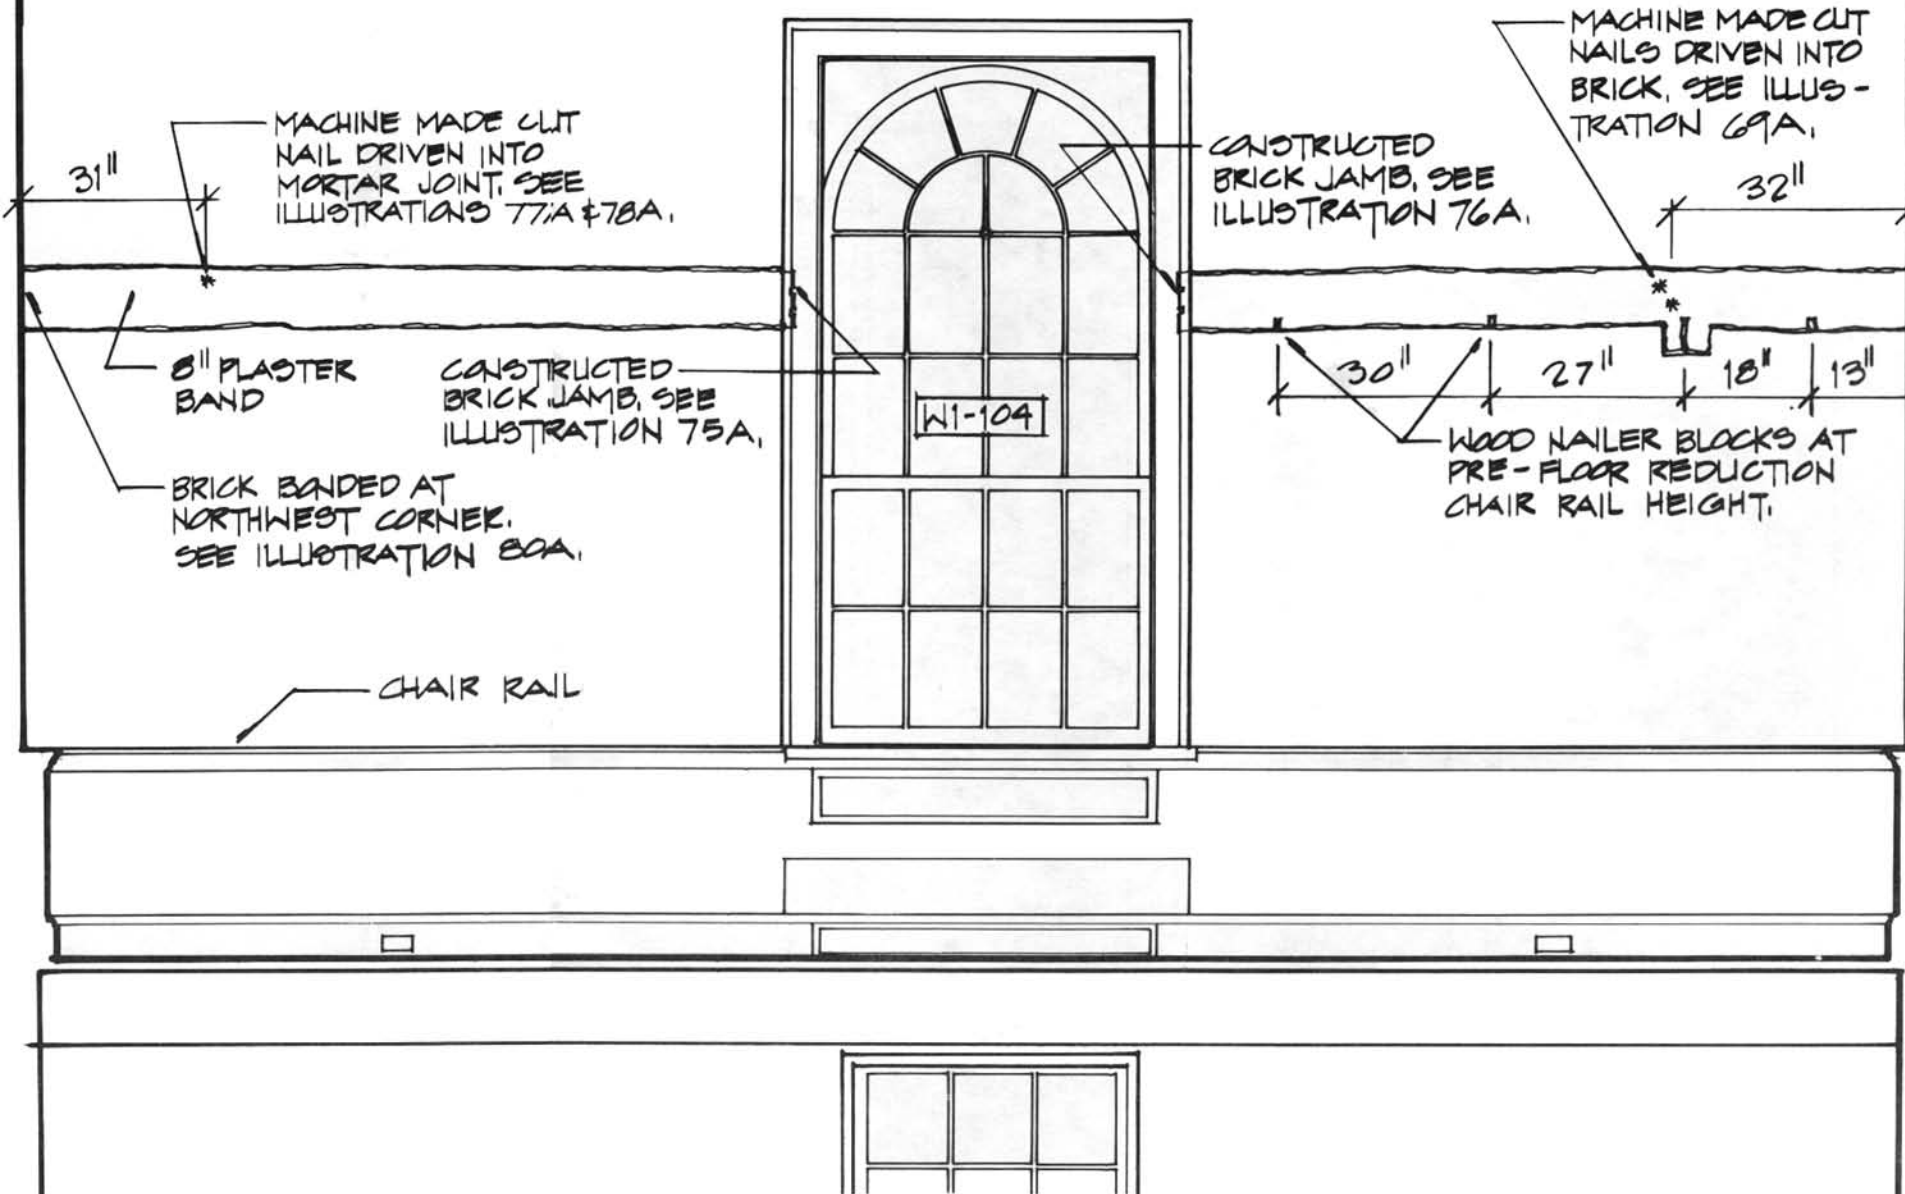 MACHINE MADE CUT
NAILS DRIVEN INTO
BRICK, SEE ILLUS-
TRATION 69A.
MACHINE MADE CUT
NAIL DRIVEN INTO
MORTAR JOINT, SEE
ILLUSTRATIONS 77A & 78A.
31"
CONSTRUCTED
BRICK JAMB, SEE
ILLUSTRATION 76A.
32"
8" PLASTER
BAND
CONSTRUCTED
BRICK JAMB, SEE
ILLUSTRATION 75A.
W1-104
30"
27"
18"
13"
WOOD NAILER BLOCKS AT
PRE-FLOOR REDUCTION
CHAIR RAIL HEIGHT.
BRICK BONDED AT
NORTHWEST CORNER.
SEE ILLUSTRATION 80A.
CHAIR RAIL